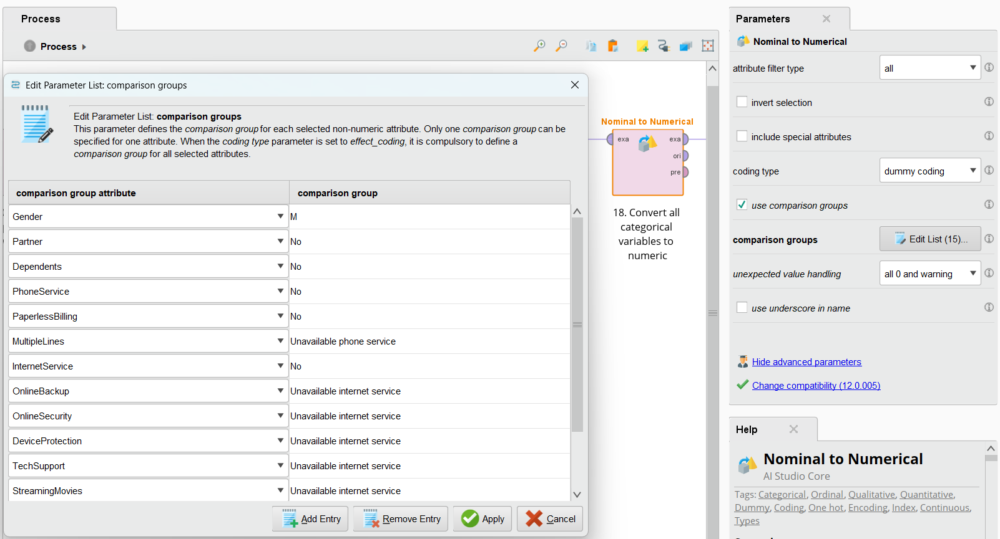 Process
Process
Edit Parameter List: comparison groups
Edit Parameter List: comparison groups
This parameter defines the comparison group for each selected non-numeric attribute. Only one comparison group can be
specified for one attribute. When the coding type parameter is set to effect_coding, it is compulsory to define a
comparison group for all selected attributes.
comparison group attribute comparison group
Gender M
Partner No
Dependents No
PhoneService No
PaperlessBilling No
MultipleLines Unavailable phone service
InternetService No
OnlineBackup Unavailable internet service
OnlineSecurity Unavailable internet service
DeviceProtection Unavailable internet service
TechSupport Unavailable internet service
StreamingMovies Unavailable internet service
Add Entry Remove Entry Apply Cancel
Nominal to Numerical
exa exa
ori
pre
18. Convert all
categorical
variables to
numeric
Parameters
Nominal to Numerical
attribute filter type all
invert selection
include special attributes
coding type dummy coding
use comparison groups
comparison groups Edit List (15)...
unexpected value handling all 0 and warning
use underscore in name
Hide advanced parameters
Change compatibility (12.0.005)
Help
Nominal to Numerical
AI Studio Core
Tags: Categorical, Ordinal, Qualitative, Quantitative,
Dummy, Coding, One hot, Encoding, Index, Continuous,
Types